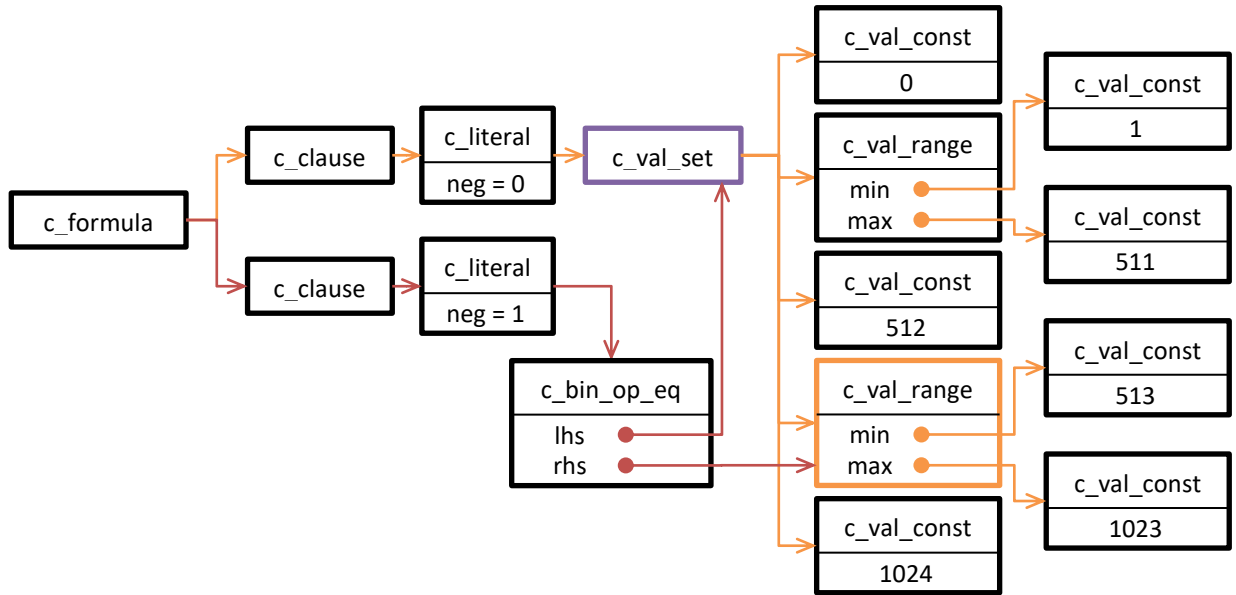 c_formula
c_clause
c_literal
neg = 0
c_val_set
c_clause
c_literal
neg = 1
c_bin_op_eq
lhs
rhs
c_val_const
0
c_val_range
min
max
c_val_const
1
c_val_const
511
c_val_const
512
c_val_range
min
max
c_val_const
513
c_val_const
1023
c_val_const
1024